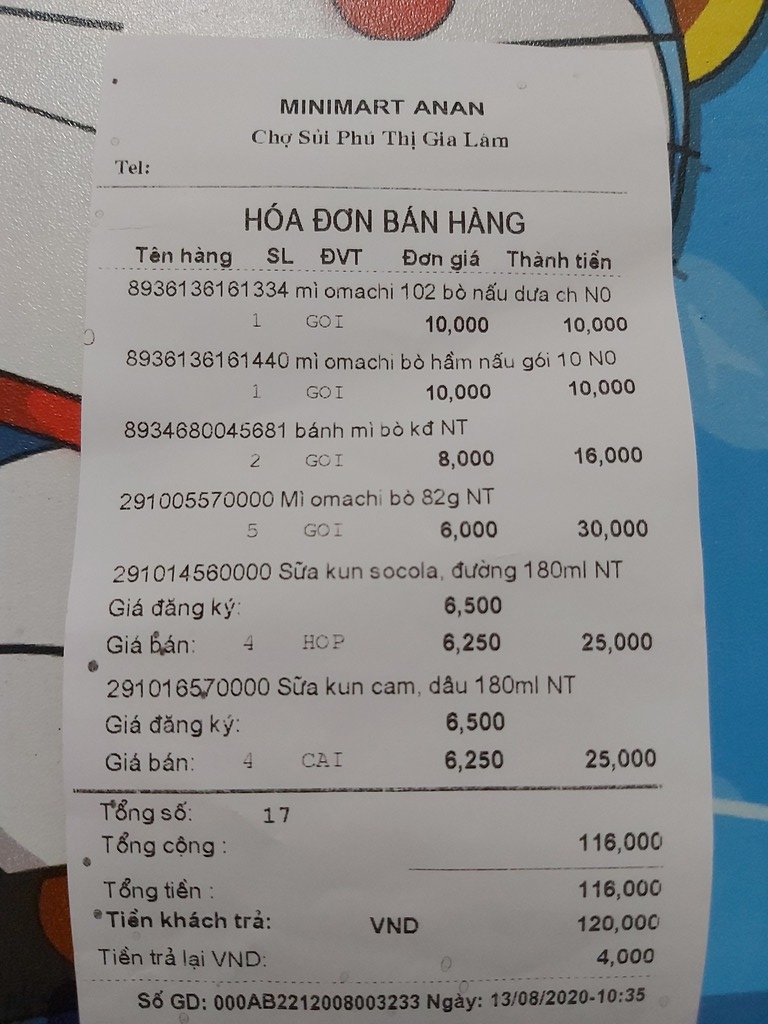 MINIMART ANAN
Chợ Sủi Phú Thị Gia Lâm
Tel:
HÓA ĐƠN BÁN HÀNG
Tên hàng SL ĐVT Đơn giá Thành tiền
8936136161334 mì omachi 102 bò nấu dưa ch N0
1 GOI 10,000 10,000
8936136161440 mì omachi bò hầm nấu gói 10 N0
1 GOI 10,000 10,000
8934680045681 bánh mì bò kđ NT
2 GOI 8,000 16,000
291005570000 Mì omachi bò 82g NT
5 GOI 6,000 30,000
291014560000 Sữa kun socola, đường 180ml NT
Giá đăng ký: 6,500
Giá bán: 4 HOP 6,250 25,000
291016570000 Sữa kun cam, dâu 180ml NT
Giá đăng ký: 6,500
Giá bán: 4 CAI 6,250 25,000
Tổng số: 17
Tổng cộng : 116,000
Tổng tiền : 116,000
Tiền khách trả: VND 120,000
Tiền trả lại VND: 4,000
Số GD: 000AB2212008003233 Ngày: 13/08/2020-10:35